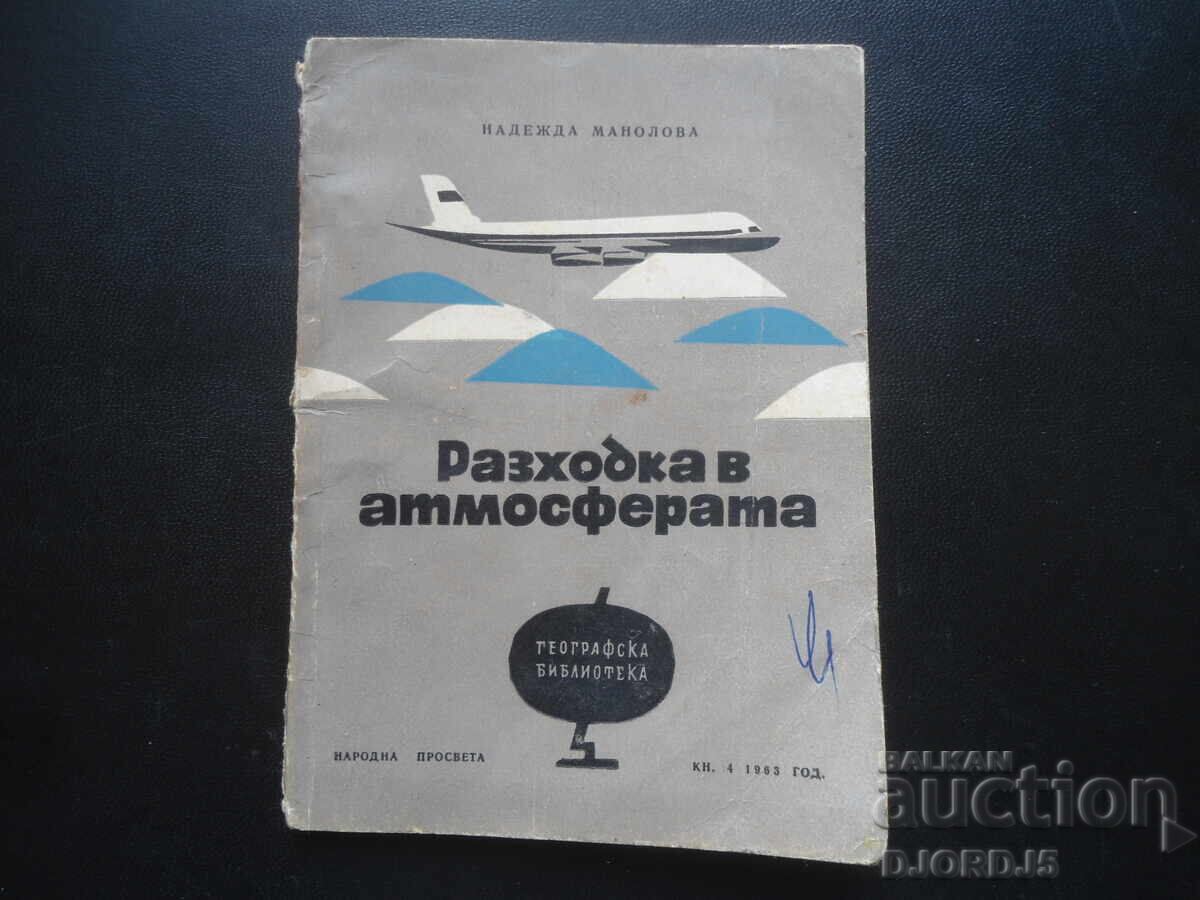 НАДЕЖДА МАНОЛОВА
Разходка в
атмосферата
ГЕОГРАФСКА
БИБЛИОТЕКА
НАРОДНА ПРОСВЕТА
КН. 4 1963 ГОД.
BALKAN
auction
DJORDJ5